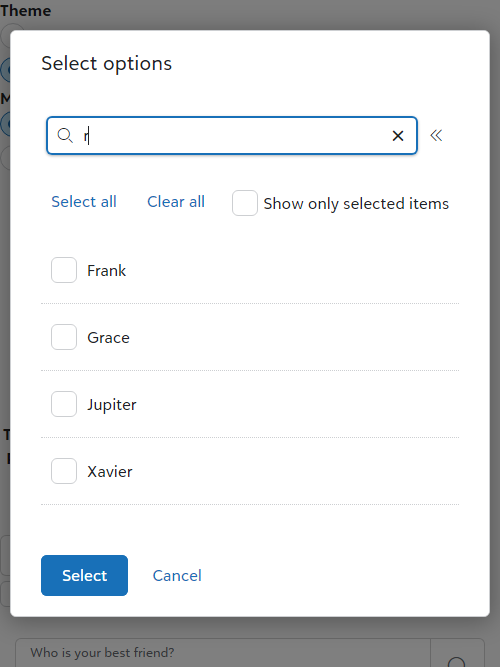 Theme
Select options
r
Select all Clear all Show only selected items
Frank
Grace
Jupiter
Xavier
Select Cancel
Who is your best friend?